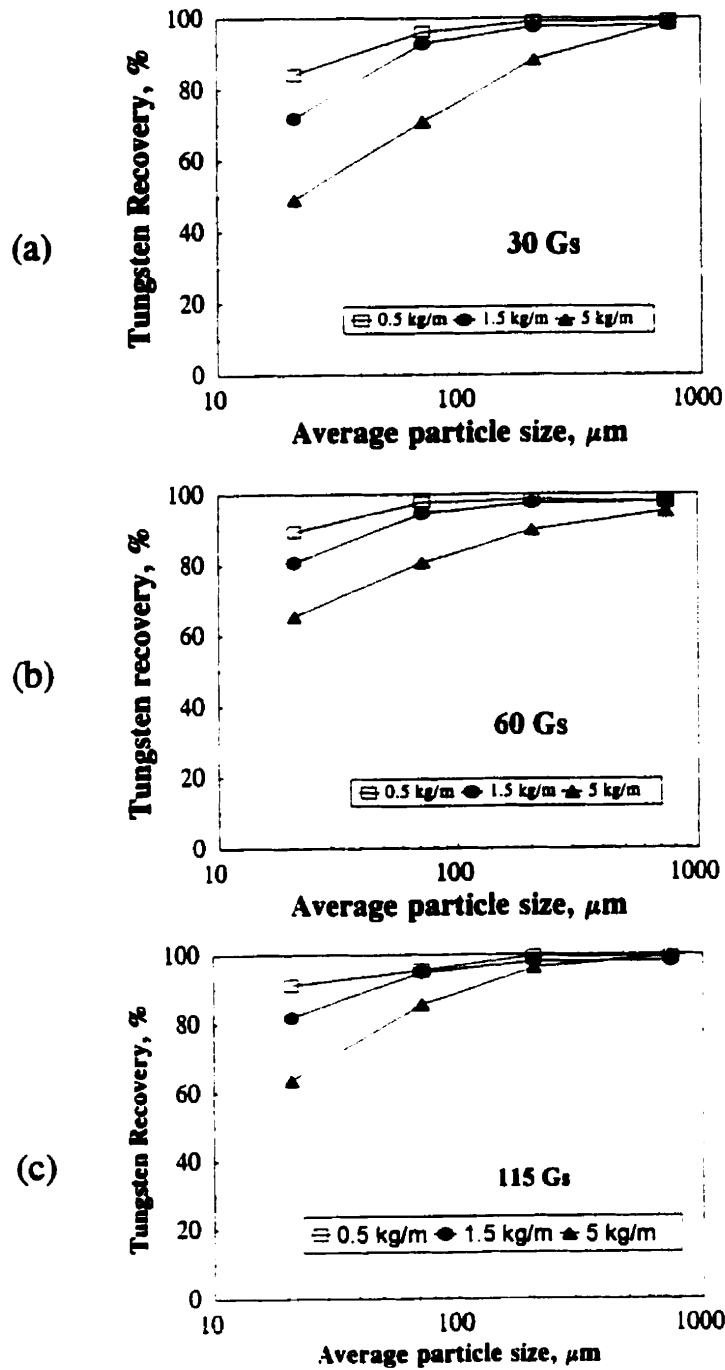 (a)
Tungsten Recovery, %
100
80
60
40
20
0
30 Gs
0.5 kg/m 1.5 kg/m 5 kg/m
10 100 1000
Average particle size, μm
(b)
Tungsten recovery, %
100
80
60
40
20
0
60 Gs
0.5 kg/m 1.5 kg/m 5 kg/m
10 100 1000
Average particle size, μm
(c)
Tungsten Recovery, %
100
80
60
40
20
0
115 Gs
0.5 kg/m 1.5 kg/m 5 kg/m
10 100 1000
Average particle size, μm